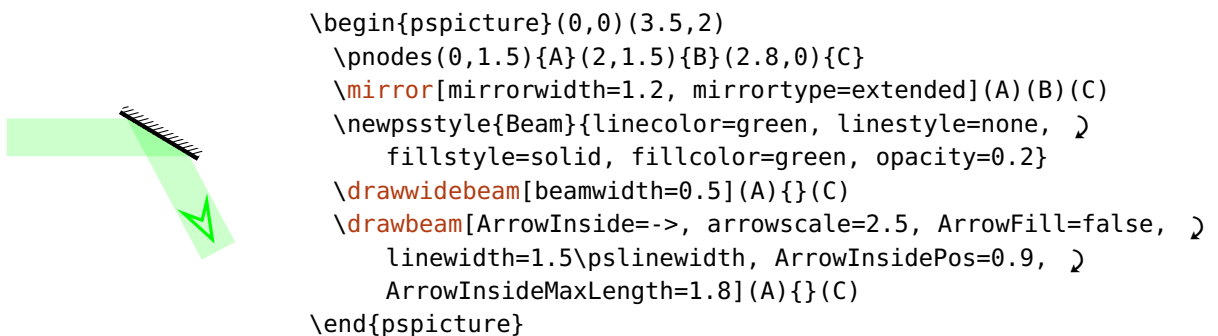 \begin{pspicture}(0,0)(3.5,2)
\pnodes(0,1.5){A}(2,1.5){B}(2.8,0){C}
\mirror[mirrorwidth=1.2, mirrortype=extended](A)(B)(C)
\newpsstyle{Beam}{linecolor=green, linestyle=none,
fillstyle=solid, fillcolor=green, opacity=0.2}
\drawwidebeam[beamwidth=0.5](A){}(C)
\drawbeam[ArrowInside=->, arrowscale=2.5, ArrowFill=false,
linewidth=1.5\pslinewidth, ArrowInsidePos=0.9,
ArrowInsideMaxLength=1.8](A){}(C)
\end{pspicture}